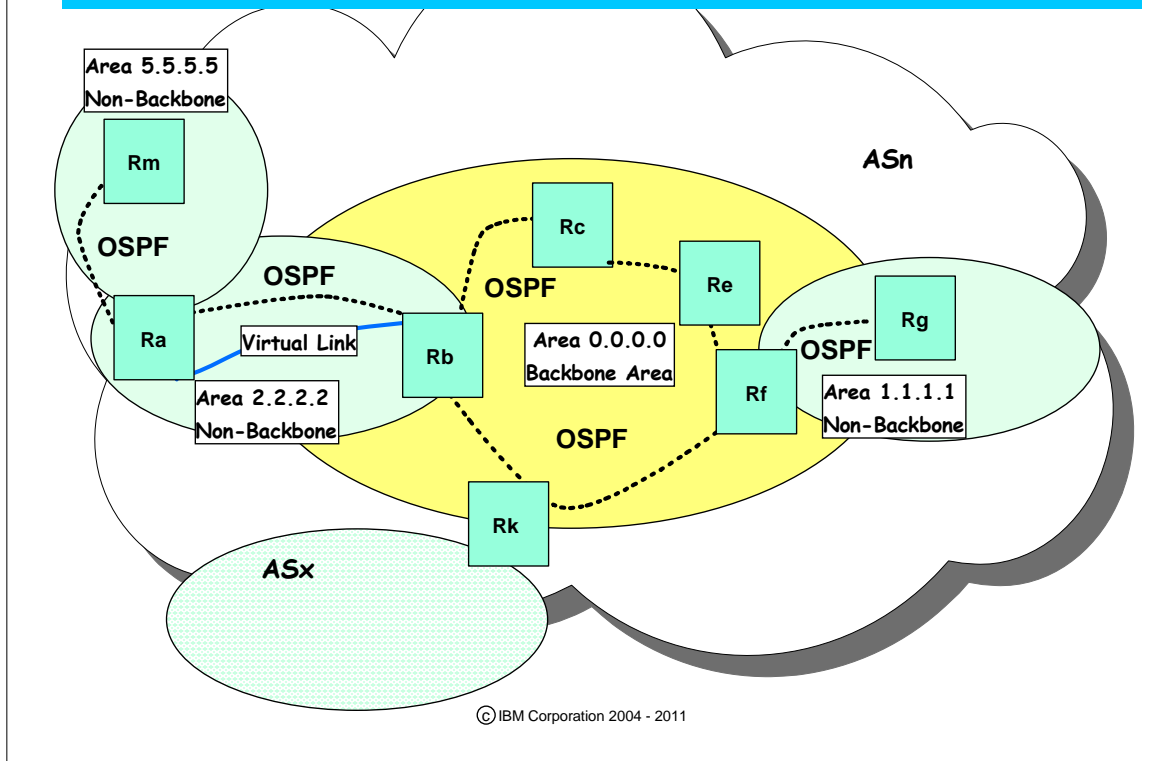 Area 5.5.5.5
Non-Backbone
Rm
ASn
Rc
OSPF
OSPF
Re
OSPF
Rg
Ra
Virtual Link
Rb
Area 0.0.0.0
Backbone Area
OSPF
Rf
Area 2.2.2.2
Non-Backbone
Area 1.1.1.1
Non-Backbone
OSPF
Rk
ASx
© IBM Corporation 2004 - 2011